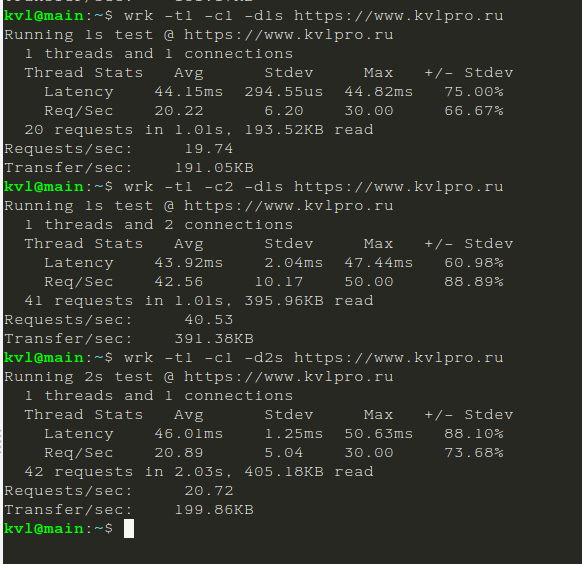 kvl@main:~$ wrk -t1 -c1 -d1s https://www.kvlpro.ru
Running 1s test @ https://www.kvlpro.ru
  1 threads and 1 connections
  Thread Stats   Avg      Stdev     Max   +/- Stdev
    Latency    44.15ms  294.55us  44.82ms   75.00%
    Req/Sec    20.22      6.20    30.00     66.67%
  20 requests in 1.01s, 193.52KB read
Requests/sec:     19.74
Transfer/sec:    191.05KB
kvl@main:~$ wrk -t1 -c2 -d1s https://www.kvlpro.ru
Running 1s test @ https://www.kvlpro.ru
  1 threads and 2 connections
  Thread Stats   Avg      Stdev     Max   +/- Stdev
    Latency    43.92ms    2.04ms  47.44ms   60.98%
    Req/Sec    42.56     10.17    50.00     88.89%
  41 requests in 1.01s, 395.96KB read
Requests/sec:     40.53
Transfer/sec:    391.38KB
kvl@main:~$ wrk -t1 -c1 -d2s https://www.kvlpro.ru
Running 2s test @ https://www.kvlpro.ru
  1 threads and 1 connections
  Thread Stats   Avg      Stdev     Max   +/- Stdev
    Latency    46.01ms    1.25ms  50.63ms   88.10%
    Req/Sec    20.89      5.04    30.00     73.68%
  42 requests in 2.03s, 405.18KB read
Requests/sec:     20.72
Transfer/sec:    199.86KB
kvl@main:~$